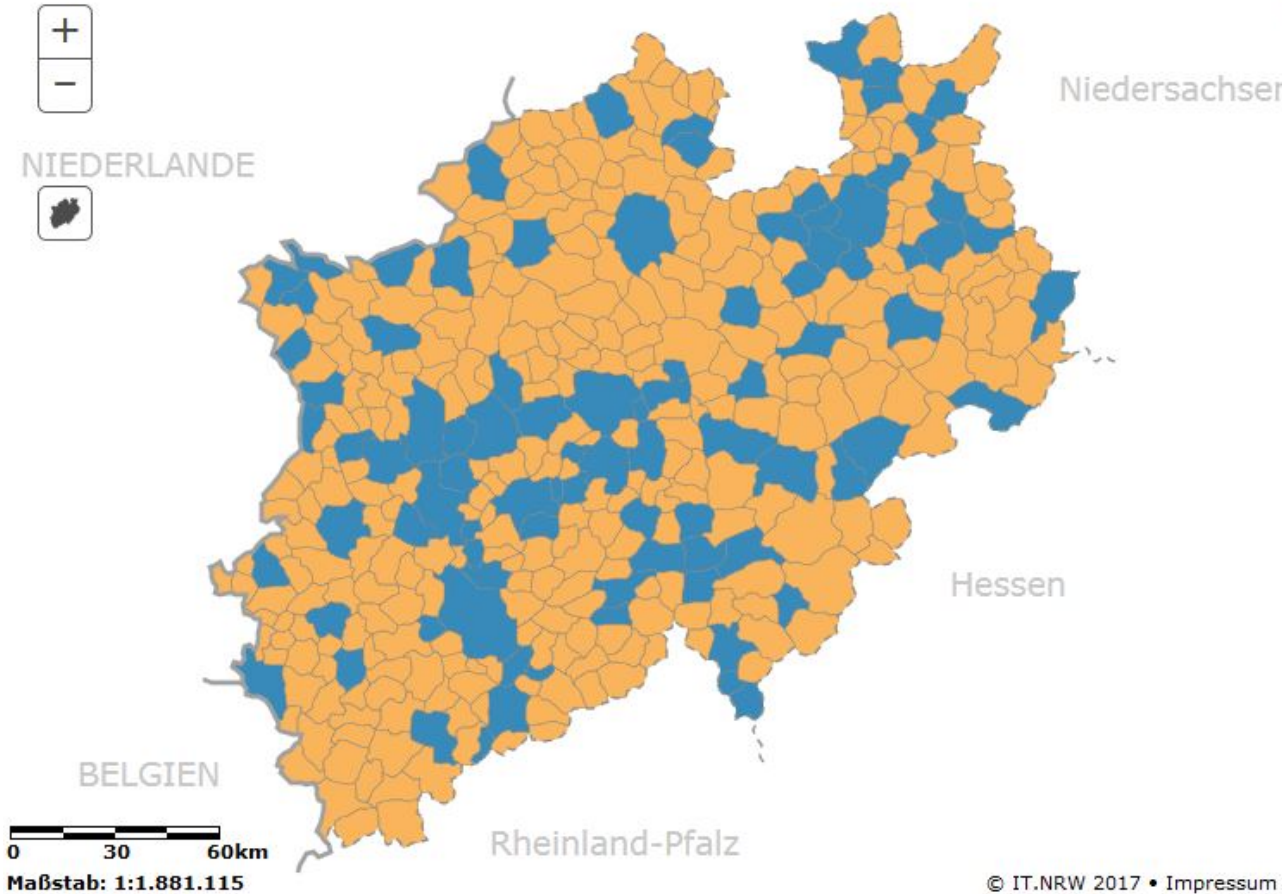 +
−
NIEDERLANDE
Niedersachsen
Hessen
BELGIEN
Rheinland-Pfalz
0 30 60km
Maßstab: 1:1.881.115
© IT.NRW 2017 • Impressum